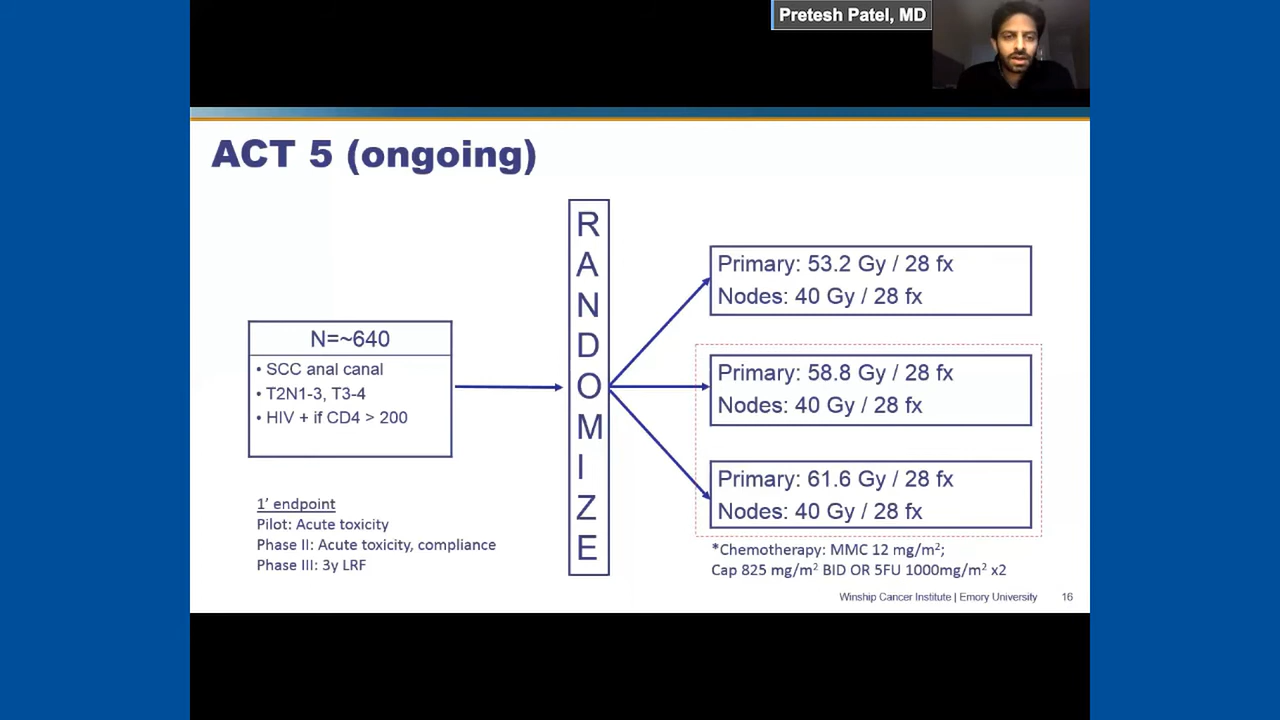 Pretesh Patel, MD
ACT 5 (ongoing)
N=~640
• SCC anal canal
• T2N1-3, T3-4
• HIV + if CD4 > 200
1’ endpoint
Pilot: Acute toxicity
Phase II: Acute toxicity, compliance
Phase III: 3y LRF
R
A
N
D
O
M
I
Z
E
Primary: 53.2 Gy / 28 fx
Nodes: 40 Gy / 28 fx
Primary: 58.8 Gy / 28 fx
Nodes: 40 Gy / 28 fx
Primary: 61.6 Gy / 28 fx
Nodes: 40 Gy / 28 fx
*Chemotherapy: MMC 12 mg/m²;
Cap 825 mg/m² BID OR 5FU 1000mg/m² x2
Winship Cancer Institute | Emory University 16